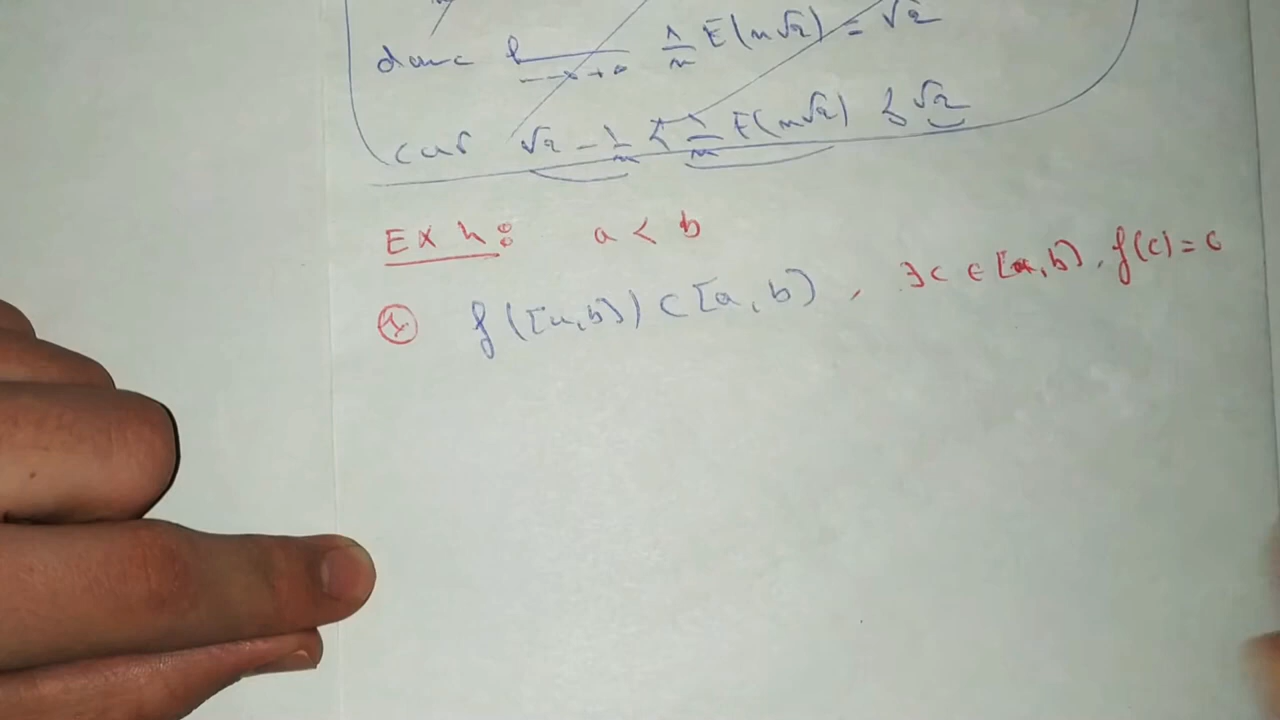 donc lim 1/n E(n√2) = √2
car √2 - 1/n < 1/n E(n√2) ≤ √2
EX 4: a < b
① f([a,b]) ⊂ [a,b], ∃c ∈ [a,b], f(c)=c